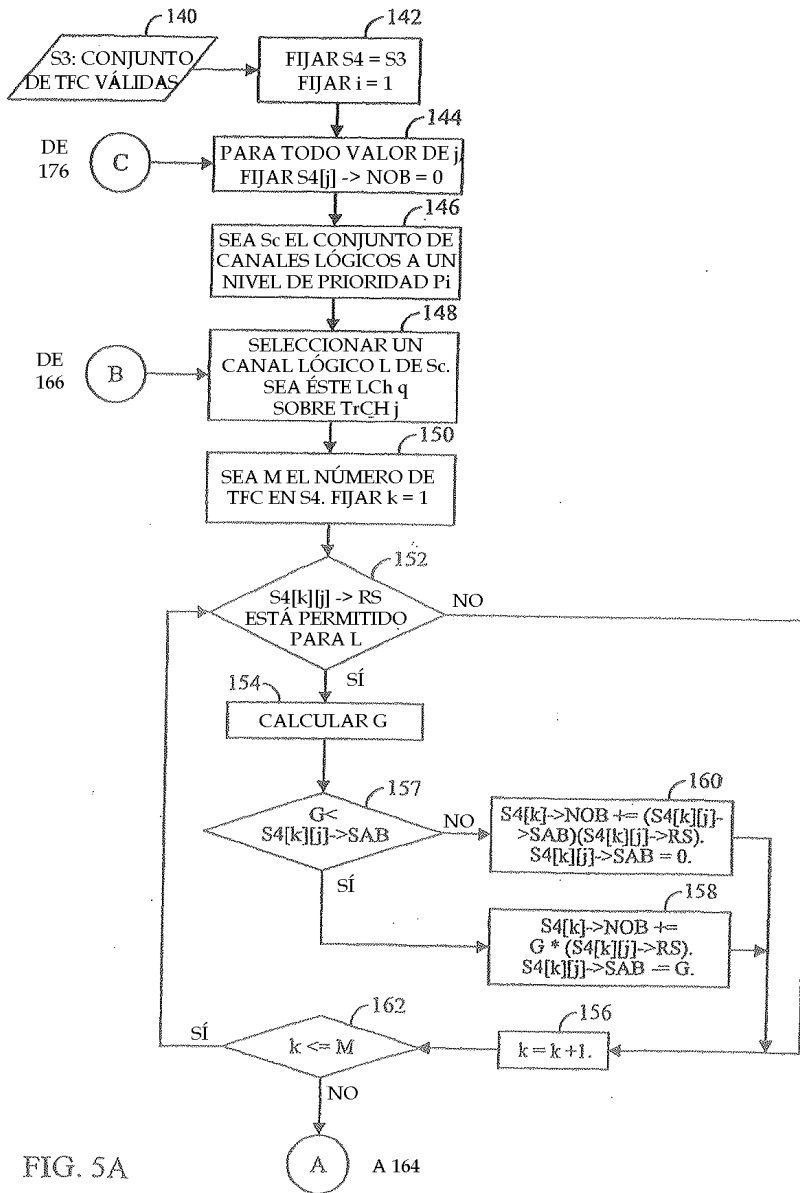 140
S3: CONJUNTO
DE TFC VÁLIDAS
142
FIJAR S4 = S3
FIJAR i = 1
DE
176
C
144
PARA TODO VALOR DE j,
FIJAR S4[j] -> NOB = 0
146
SEA Sc EL CONJUNTO DE
CANALES LÓGICOS A UN
NIVEL DE PRIORIDAD Pi
DE
166
B
148
SELECCIONAR UN
CANAL LÓGICO L DE Sc.
SEA ÉSTE LCh q
SOBRE TrCH j
150
SEA M EL NÚMERO DE
TFC EN S4. FIJAR k = 1
152
S4[k][j] -> RS
ESTÁ PERMITIDO
PARA L
NO
SÍ
154
CALCULAR G
157
G<
S4[k][j]->SAB
NO
SÍ
160
S4[k]->NOB += (S4[k][j]-
>SAB)(S4[k][j]->RS).
S4[k][j]->SAB = 0.
158
S4[k]->NOB +=
G * (S4[k][j]->RS).
S4[k][j]->SAB -= G.
162
SÍ
k <= M
156
k = k +1.
NO
A
A 164
FIG. 5A